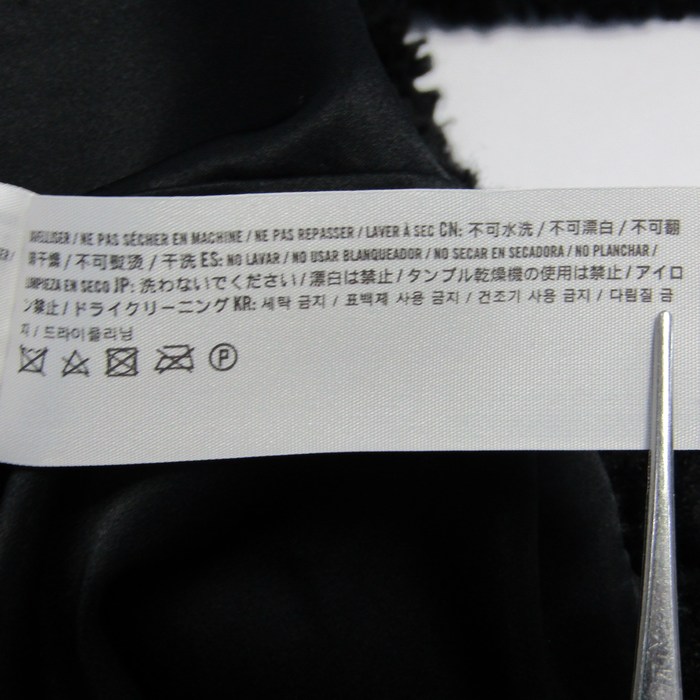 NE PAS SÉCHER EN MACHINE / NE PAS REPASSER / LAVER À SEC CN: 不可水洗 / 不可漂白 / 不可翻
ER/
干燥 / 不可熨烫 / 干洗 ES: NO LAVAR / NO USAR BLANQUEADOR / NO SECAR EN SECADORA / NO PLANCHAR /
LIMPIEZA EN SECO JP: 洗わないでください / 漂白は禁止 / タンブル乾燥機の使用は禁止 / アイロ
ン禁止 / ドライクリーニング KR: 세탁 금지 / 표백제 사용 금지 / 건조기 사용 금지 / 다림질 금
지 / 드라이클리닝
P